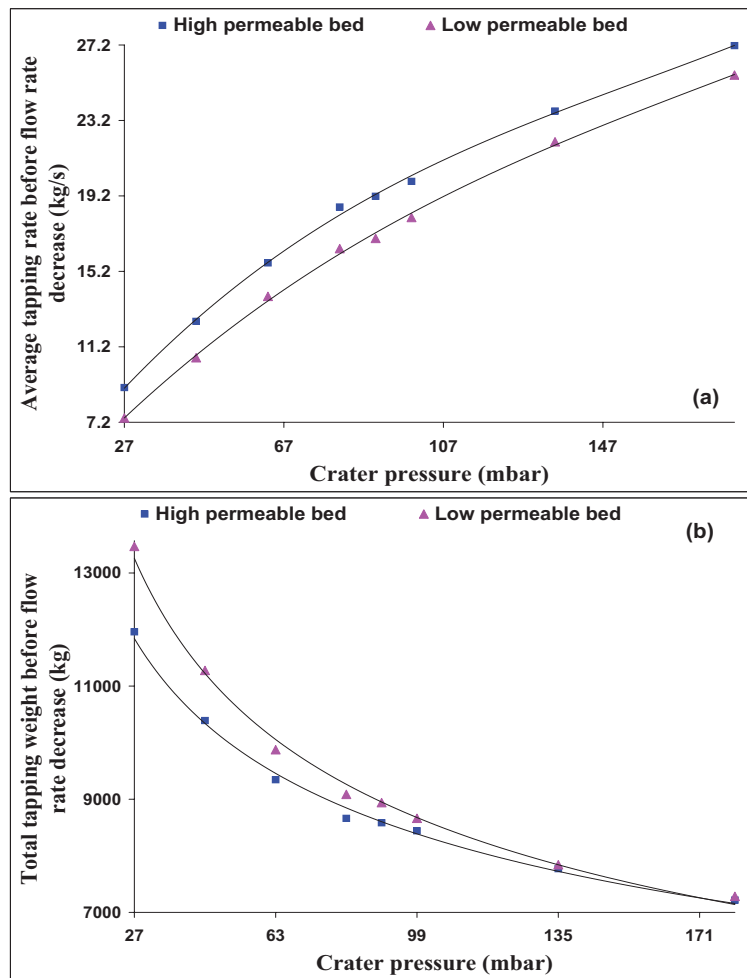 High permeable bed
Low permeable bed
27.2
23.2
19.2
15.2
11.2
7.2
Average tapping rate before flow rate
decrease (kg/s)
(a)
27
67
107
147
Crater pressure (mbar)
High permeable bed
Low permeable bed
(b)
13000
11000
9000
7000
Total tapping weight before flow
rate decrease (kg)
27
63
99
135
171
Crater pressure (mbar)